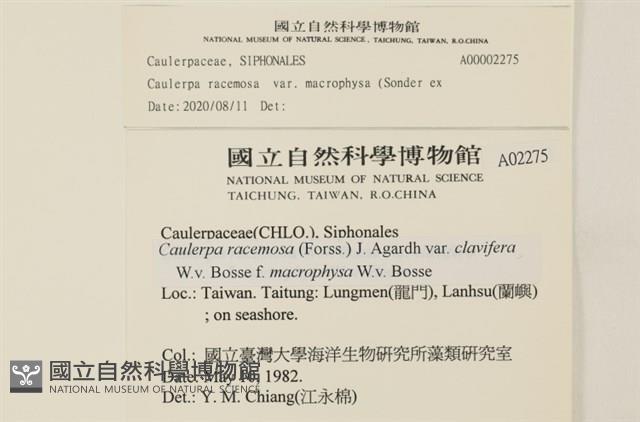 國立自然科學博物館
NATIONAL MUSEUM OF NATURAL SCIENCE, TAICHUNG, TAIWAN, R.O.CHINA
Caulerpaceae, SIPHONALES A00002275
Caulerpa racemosa var. macrophysa (Sonder ex
Date:2020/08/11 Det:
國立自然科學博物館 A02275
NATIONAL MUSEUM OF NATURAL SCIENCE
TAICHUNG, TAIWAN, R.O.CHINA
Caulerpaceae(CHLO.), Siphonales
Caulerpa racemosa (Forss.) J. Agardh var. clavifera
W.v. Bosse f. macrophysa W.v. Bosse
Loc.: Taiwan. Taitung: Lungmen(龍門), Lanhsu(蘭嶼)
; on seashore.
Col.: 國立臺灣大學海洋生物研究所藻類研究室
Date: May 1982.
Det.: Y. M. Chiang(江永棉)
國立自然科學博物館
NATIONAL MUSEUM OF NATURAL SCIENCE